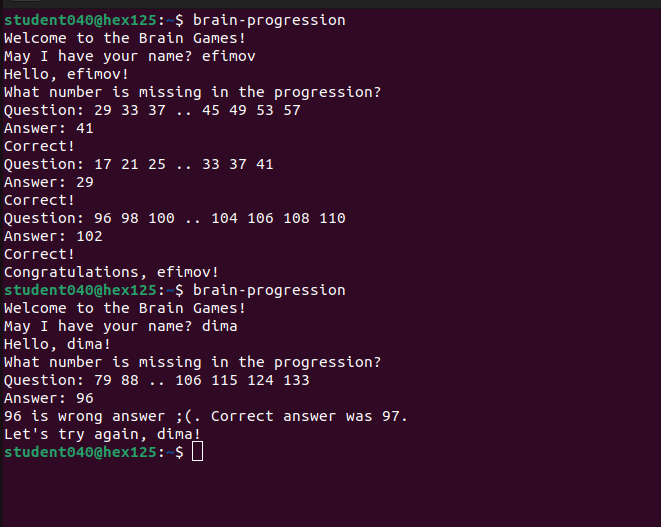 student040@hex125:~$ brain-progression
Welcome to the Brain Games!
May I have your name? efimov
Hello, efimov!
What number is missing in the progression?
Question: 29 33 37 .. 45 49 53 57
Answer: 41
Correct!
Question: 17 21 25 .. 33 37 41
Answer: 29
Correct!
Question: 96 98 100 .. 104 106 108 110
Answer: 102
Correct!
Congratulations, efimov!
student040@hex125:~$ brain-progression
Welcome to the Brain Games!
May I have your name? dima
Hello, dima!
What number is missing in the progression?
Question: 79 88 .. 106 115 124 133
Answer: 96
96 is wrong answer ;(. Correct answer was 97.
Let's try again, dima!
student040@hex125:~$